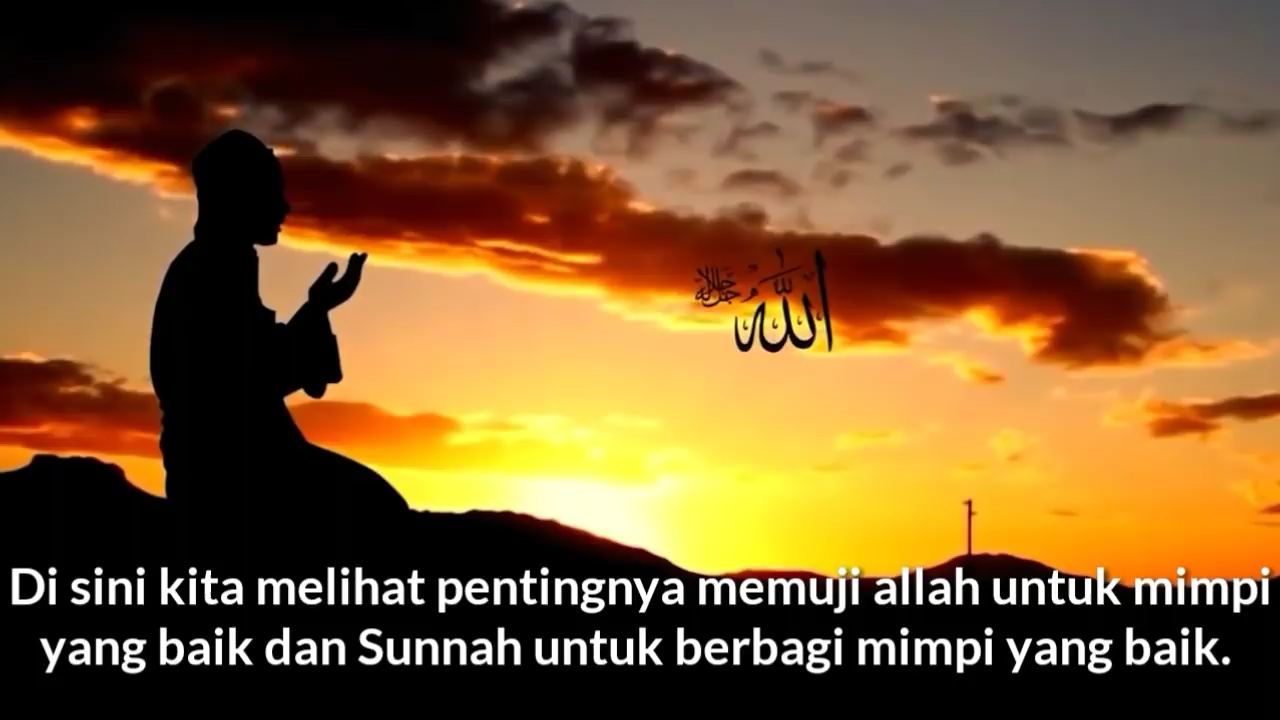 الله جل جلاله
Di sini kita melihat pentingnya memuji allah untuk mimpi
yang baik dan Sunnah untuk berbagi mimpi yang baik.